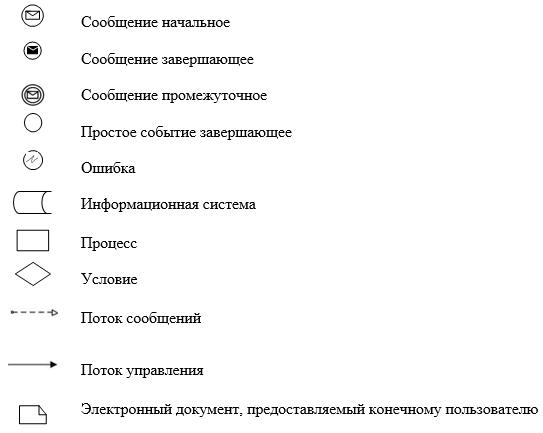 Сообщение начальное
Сообщение завершающее
Сообщение промежуточное
Простое событие завершающее
Ошибка
Информационная система
Процесс
Условие
Поток сообщений
Поток управления
Электронный документ, предоставляемый конечному пользователю